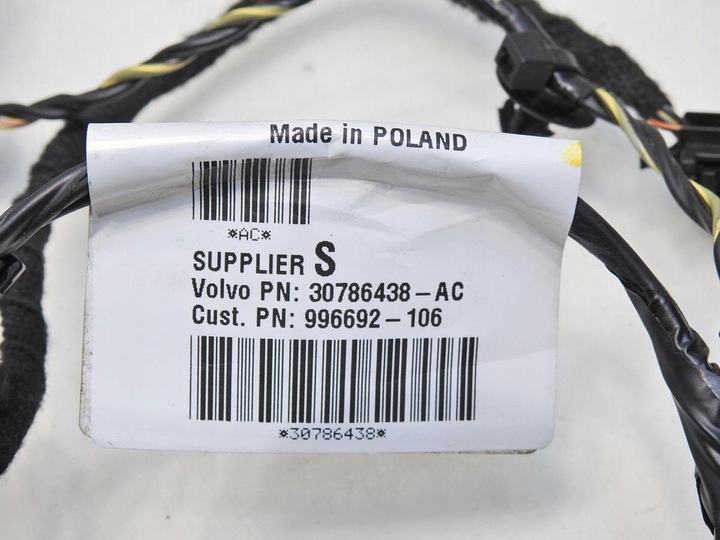 Made in POLAND
*AC*
SUPPLIER S
Volvo PN: 30786438-AC
Cust. PN: 996692-106
*30786438*